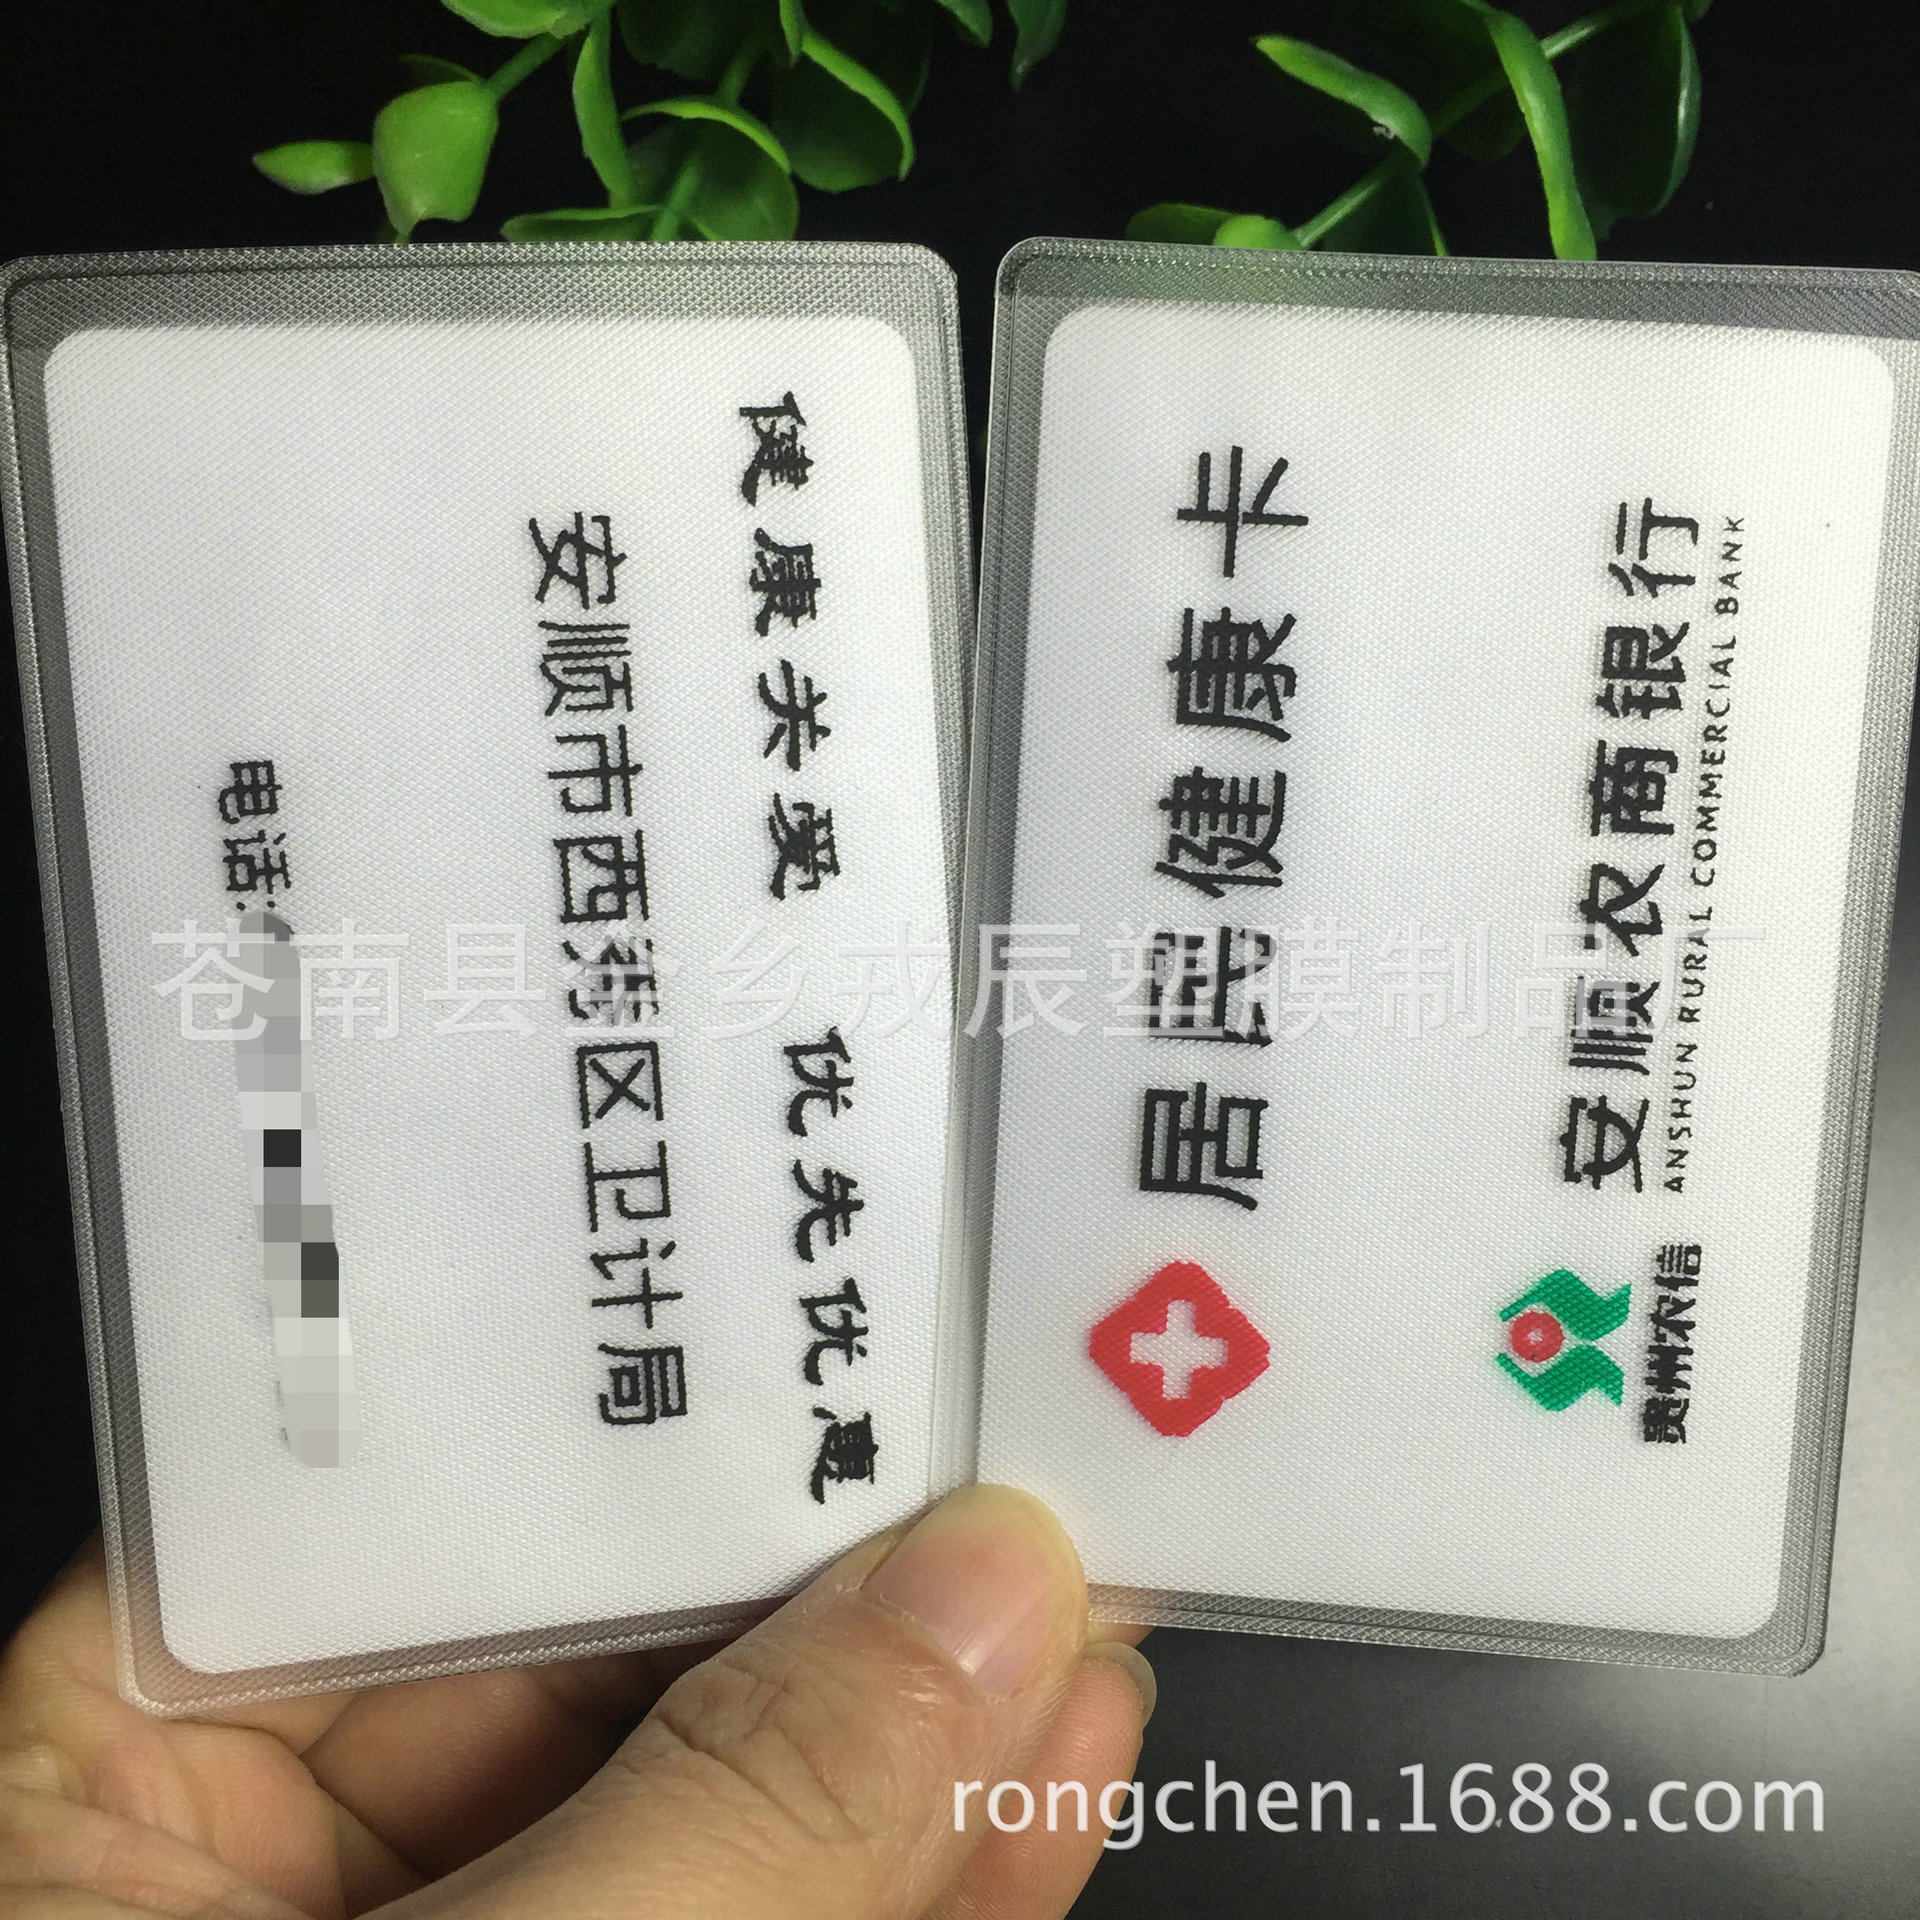 健康关爱 优先优惠
安顺市西秀区卫计局
电话:
居民健康卡
安顺农商银行
ANSHUN RURAL COMMERCIAL BANK
贵州农信
苍南县金乡戎辰塑膜制品厂
rongchen.1688.com